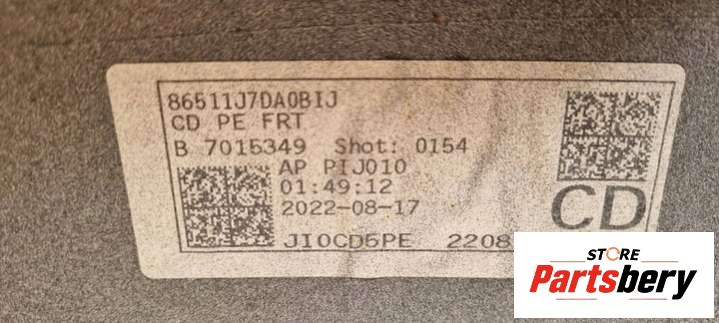 86511J7DA0BIJ
CD PE FRT
B 7015349 Shot: 0154
AP PIJ010
01:49:12
2022-08-17
CD
JI0CD5PE 2208
STORE
Partsbery